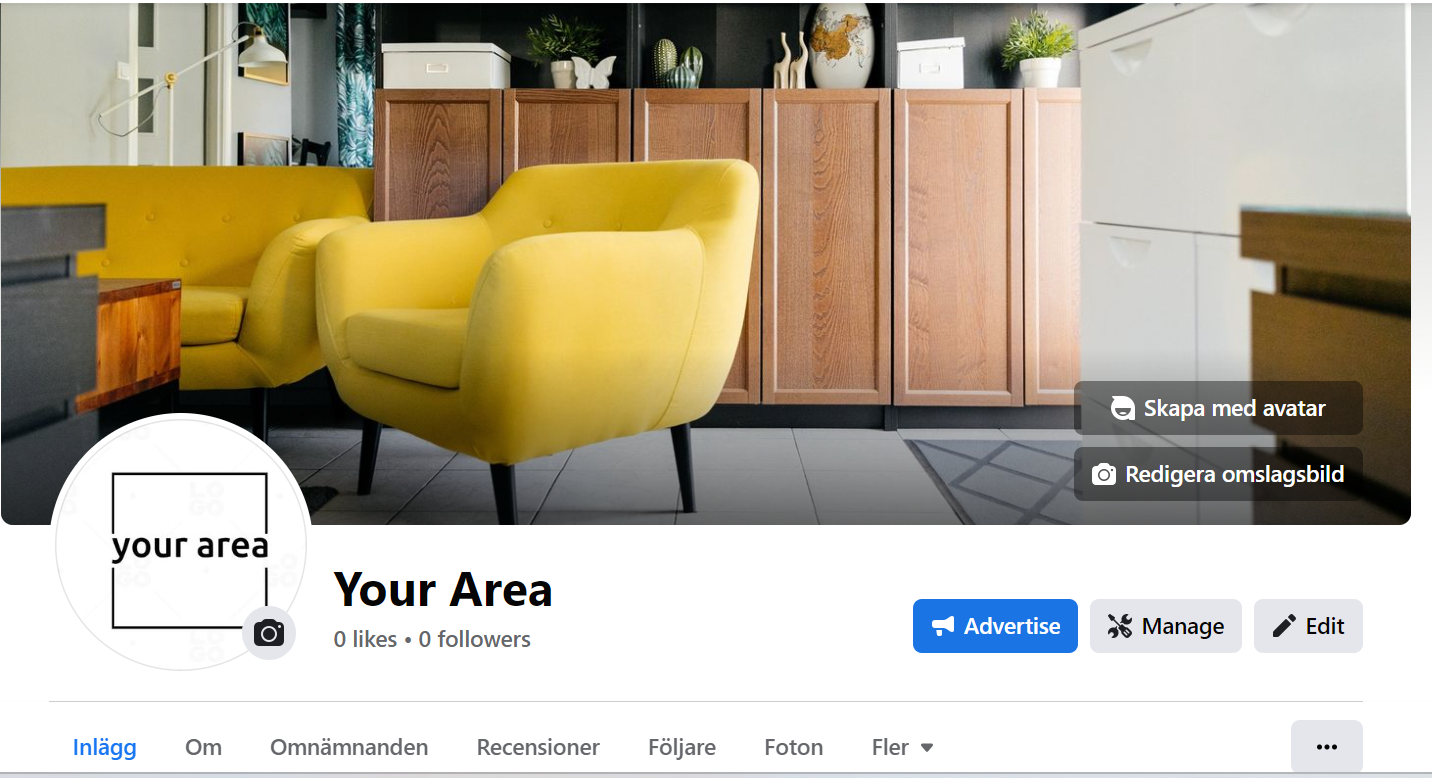 Skapa med avatar
Redigera omslagsbild
your area
Your Area
0 likes • 0 followers
Advertise
Manage
Edit
Inlägg
Om
Omnämnanden
Recensioner
Följare
Foton
Fler